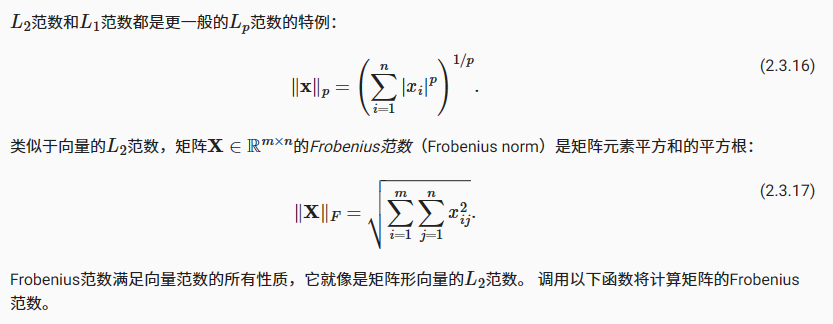 $L_2$范数和$L_1$范数都是更一般的$L_p$范数的特例：
$$\|\mathbf{x}\|_p = \left(\sum_{i=1}^n |x_i|^p\right)^{1/p}.$$ (2.3.16)
类似于向量的$L_2$范数，矩阵$\mathbf{X} \in \mathbb{R}^{m \times n}$的Frobenius范数（Frobenius norm）是矩阵元素平方和的平方根：
$$\|\mathbf{X}\|_F = \sqrt{\sum_{i=1}^m \sum_{j=1}^n x_{ij}^2}.$$ (2.3.17)
Frobenius范数满足向量范数的所有性质，它就像是矩阵形向量的$L_2$范数。 调用以下函数将计算矩阵的Frobenius
范数。